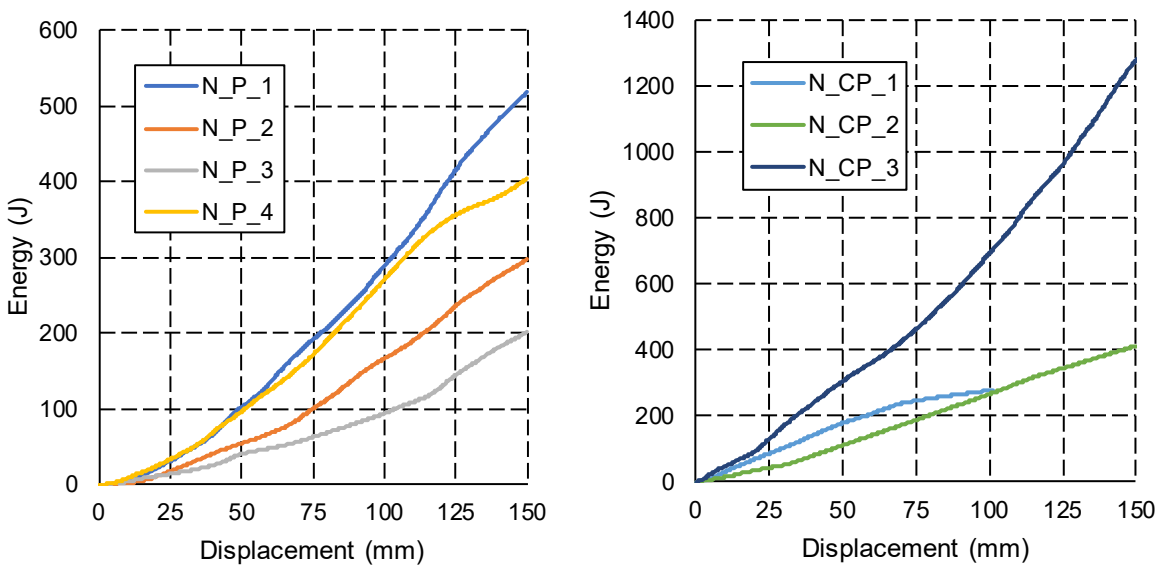 600
500
400
300
200
100
0
Energy (J)
N_P_1
N_P_2
N_P_3
N_P_4
0 25 50 75 100 125 150
Displacement (mm)
1400
1200
1000
800
600
400
200
0
Energy (J)
N_CP_1
N_CP_2
N_CP_3
0 25 50 75 100 125 150
Displacement (mm)